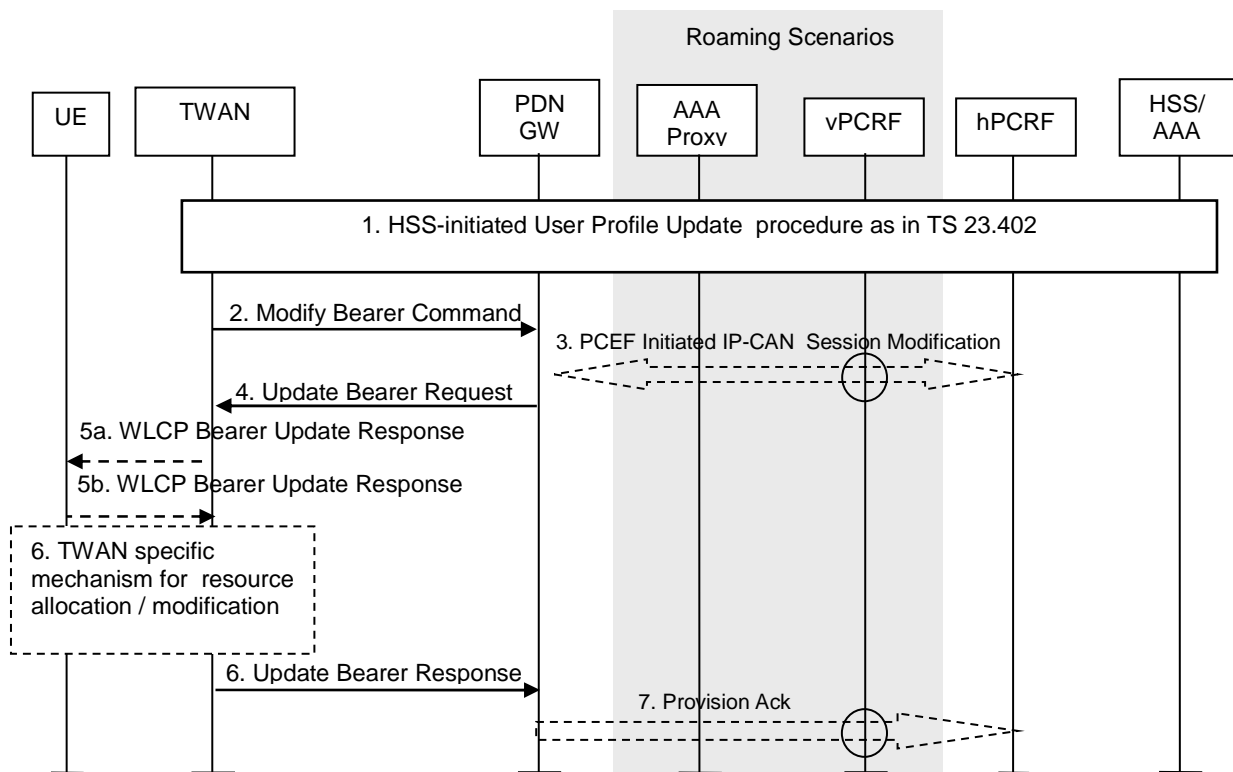 Roaming Scenarios
UE
TWAN
PDN
GW
AAA
Proxy
vPCRF
hPCRF
HSS/
AAA
1. HSS-initiated User Profile Update procedure as in TS 23.402
2. Modify Bearer Command
3. PCEF Initiated IP-CAN Session Modification
4. Update Bearer Request
5a. WLCP Bearer Update Response
5b. WLCP Bearer Update Response
6. TWAN specific
mechanism for resource
allocation / modification
6. Update Bearer Response
7. Provision Ack